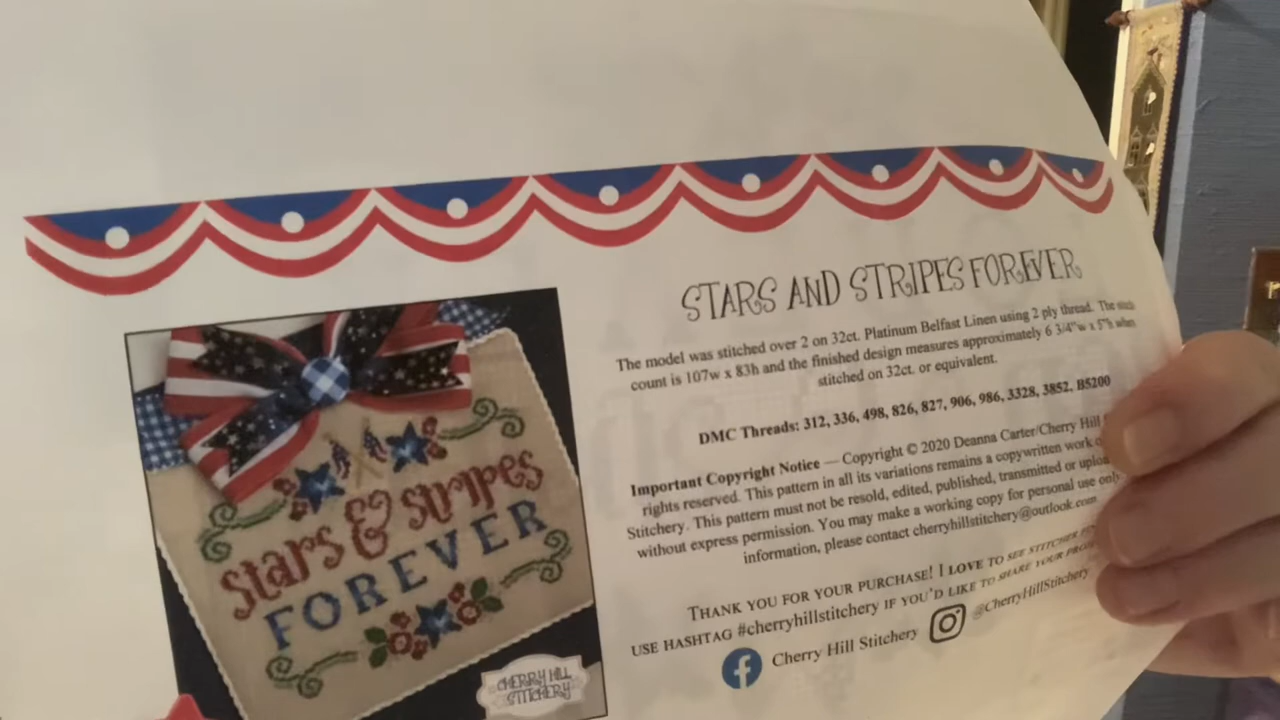 STARS AND STRIPES FOREVER
The model was stitched over 2 on 32ct. Platinum Belfast Linen using 2 ply thread. The stitch
count is 107w x 83h and the finished design measures approximately 6 3/4"w x 5"h when
stitched on 32ct. or equivalent.
DMC Threads: 312, 336, 498, 826, 827, 906, 986, 3328, 3852, B5200
Important Copyright Notice — Copyright © 2020 Deanna Carter/Cherry Hill
rights reserved. This pattern in all its variations remains a copywritten work
Stitchery. This pattern must not be resold, edited, published, transmitted or
without express permission. You may make a working copy for personal use only
information, please contact cherryhillstitchery@outlook.com
THANK YOU FOR YOUR PURCHASE! I LOVE TO SEE STITCHER
USE HASHTAG #cherryhillstitchery IF YOU'D LIKE TO SHARE YOUR
Cherry Hill Stitchery @CherryHillStitchery
stars & stripes
FOREVER
CHERRY HILL
STITCHERY